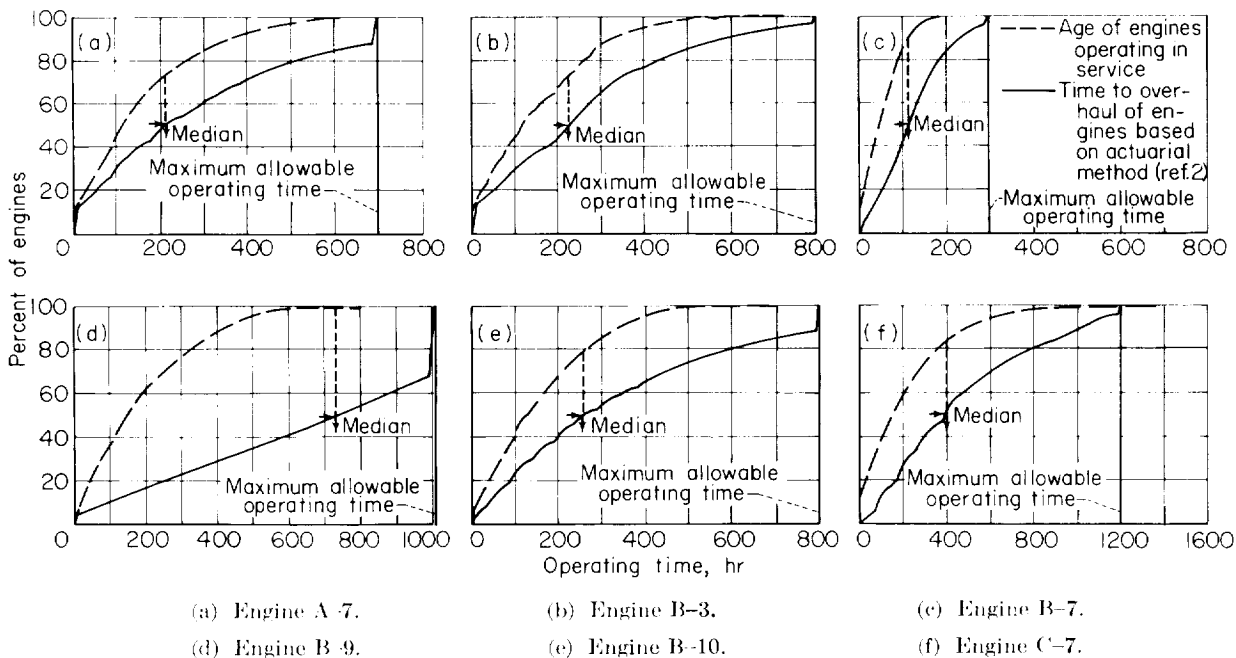 Percent of engines
100
80
60
40
20
0
(a)
Median
Maximum allowable
operating time
200
400
600
800
(b)
Median
Maximum allowable
operating time
0
200
400
600
800
(c)
Median
Age of engines
operating in
service
Time to over-
haul of en-
gines based
on actuarial
method (ref.2)
Maximum allowable
operating time
0
200
400
600
800
100
80
60
40
20
0
(d)
Median
Maximum allowable
operating time
200
400
600
800
1000
(e)
Median
Maximum allowable
operating time
0
200
400
600
800
(f)
Median
Maximum allowable
operating time
0
400
800
1200
1600
Operating time, hr
(a) Engine A-7.
(b) Engine B–3.
(c) Engine B–7.
(d) Engine B-9.
(e) Engine B–10.
(f) Engine C–7.